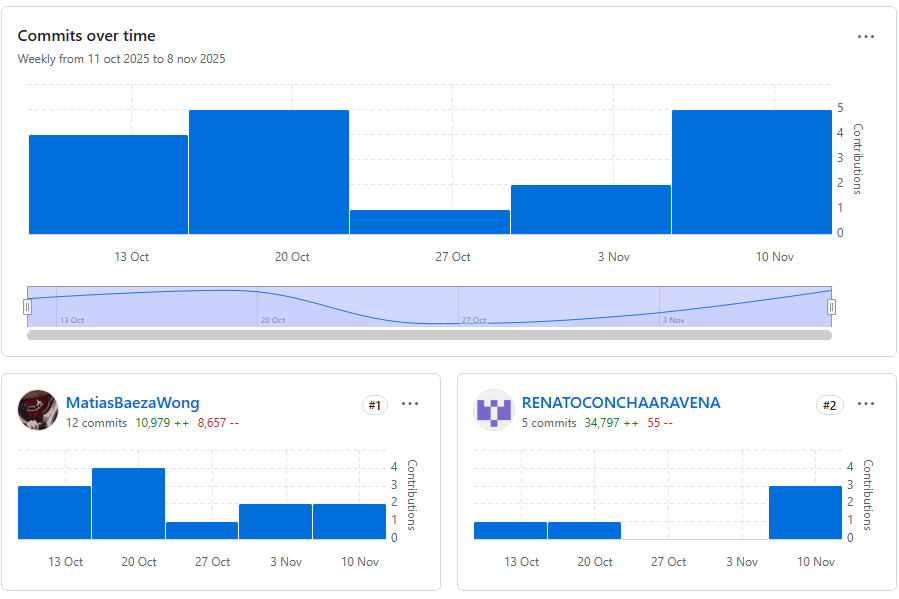 Commits over time
Weekly from 11 oct 2025 to 8 nov 2025
5
4
3
2
1
0
Contributions
13 Oct 20 Oct 27 Oct 3 Nov 10 Nov
13 Oct 20 Oct 27 Oct 3 Nov
MatiasBaezaWong #1
12 commits 10,979 ++ 8,657 --
4
3
2
1
0
Contributions
13 Oct 20 Oct 27 Oct 3 Nov 10 Nov
RENATOCONCHAARAVENA #2
5 commits 34,797 ++ 55 --
4
3
2
1
0
Contributions
13 Oct 20 Oct 27 Oct 3 Nov 10 Nov